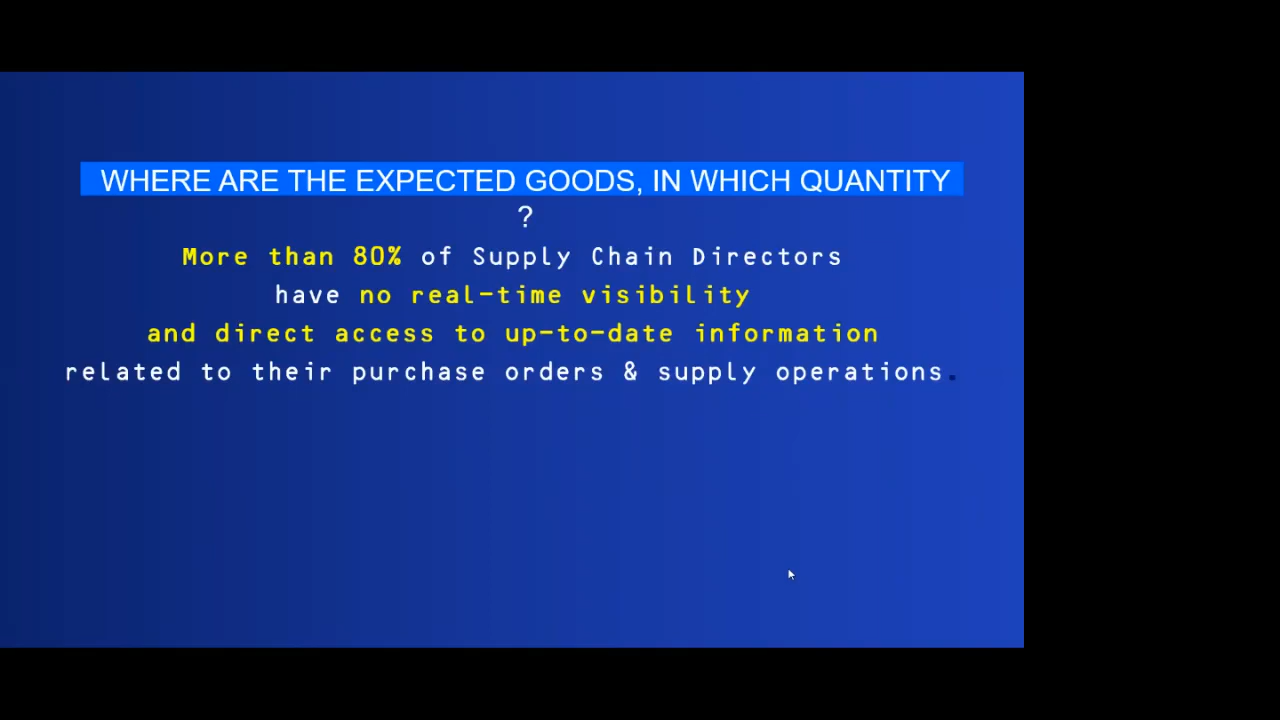 WHERE ARE THE EXPECTED GOODS, IN WHICH QUANTITY
?
More than 80% of Supply Chain Directors
have no real-time visibility
and direct access to up-to-date information
related to their purchase orders & supply operations.